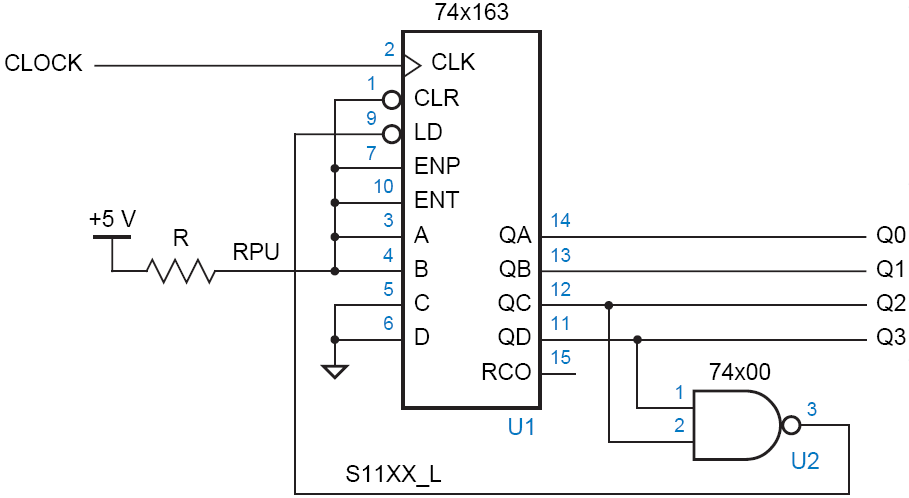 74x163
CLOCK
2
CLK
1
CLR
9
LD
7
ENP
10
ENT
+5 V
R
RPU
3
A
4
B
5
C
6
D
QA
14
Q0
QB
13
Q1
QC
12
Q2
QD
11
Q3
RCO
15
U1
74x00
1
2
3
U2
S11XX_L